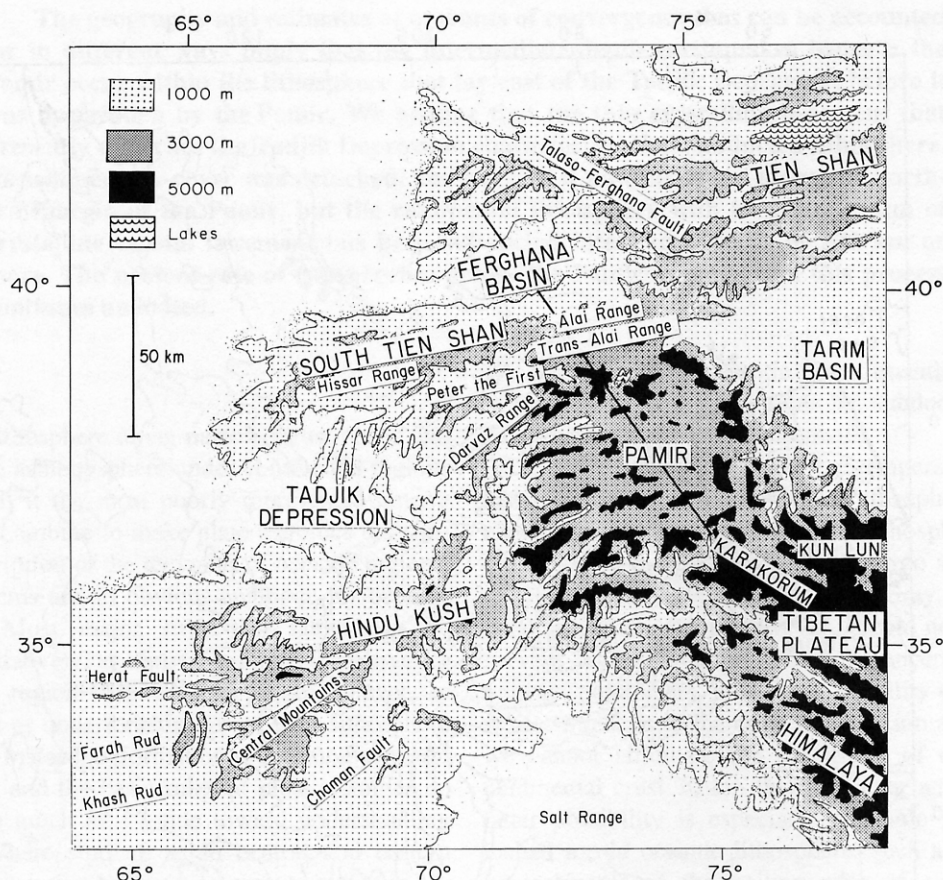 65°
70°
75°
1000 m
3000 m
5000 m
Lakes
50 km
Talaso-Ferghana Fault
TIEN SHAN
FERGHANA
BASIN
40°
40°
Alai Range
Trans-Alai Range
SOUTH TIEN SHAN
Hissar Range
Peter the First
TARIM
BASIN
Darvaz Range
PAMIR
TADJIK
DEPRESSION
KUN LUN
KARAKORUM
HINDU KUSH
TIBETAN
PLATEAU
35°
35°
Herat Fault
Farah Rud
Central Mountains
Khash Rud
Chaman Fault
HIMALAYA
Salt Range
65°
70°
75°